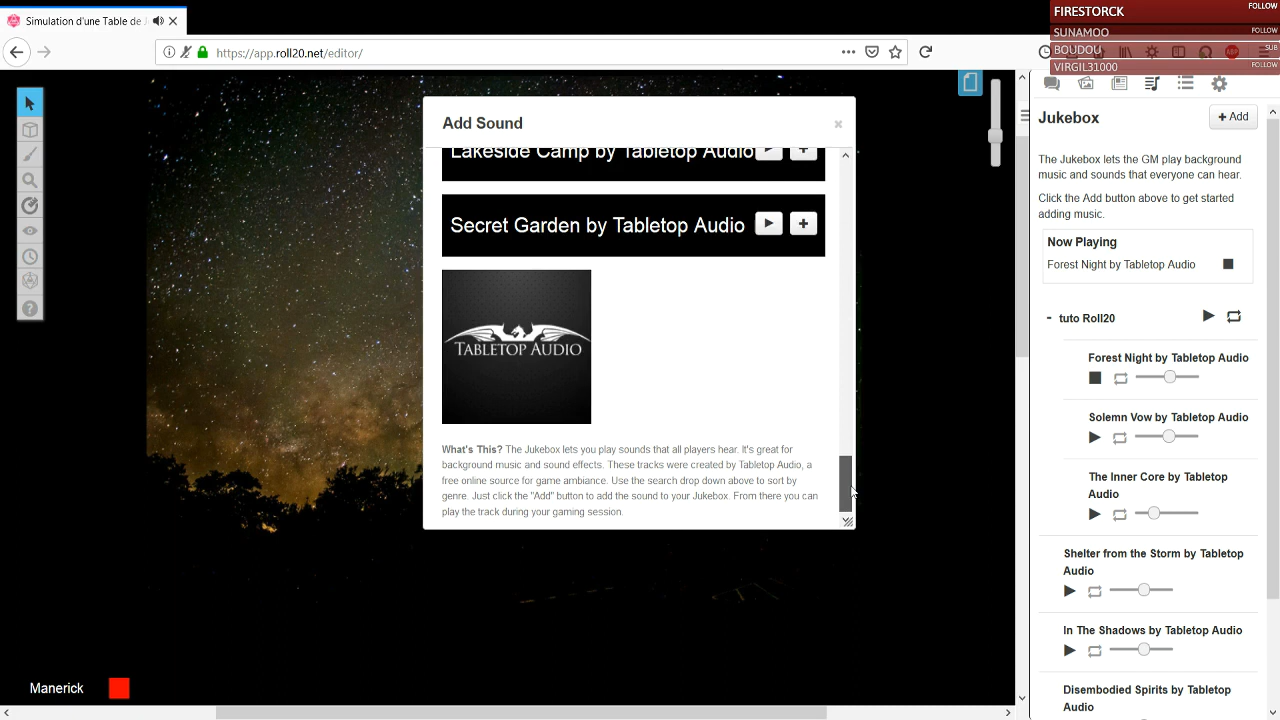 Simulation d'une Table de J
FIRESTORCK FOLLOW
SUNAMOO FOLLOW
BOUDOU SUB
VIRGIL31000 FOLLOW
https://app.roll20.net/editor/
Add Sound
×
Lakeside Camp by Tabletop Audio
Secret Garden by Tabletop Audio
TABLETOP AUDIO
What's This? The Jukebox lets you play sounds that all players hear. It's great for
background music and sound effects. These tracks were created by Tabletop Audio, a
free online source for game ambiance. Use the search drop down above to sort by
genre. Just click the "Add" button to add the sound to your Jukebox. From there you can
play the track during your gaming session.
Manerick
Jukebox
+ Add
The Jukebox lets the GM play background
music and sounds that everyone can hear.
Click the Add button above to get started
adding music.
Now Playing
Forest Night by Tabletop Audio
- tuto Roll20
Forest Night by Tabletop Audio
Solemn Vow by Tabletop Audio
The Inner Core by Tabletop
Audio
Shelter from the Storm by Tabletop
Audio
In The Shadows by Tabletop Audio
Disembodied Spirits by Tabletop
Audio